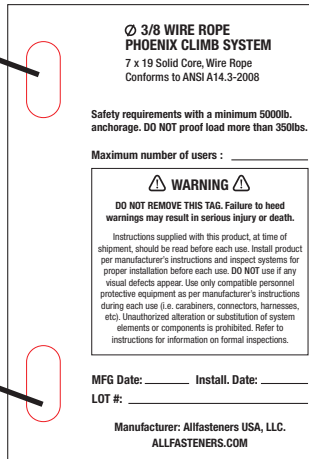 Ø 3/8 WIRE ROPE
PHOENIX CLIMB SYSTEM
7 x 19 Solid Core, Wire Rope
Conforms to ANSI A14.3-2008
Safety requirements with a minimum 5000lb.
anchorage. DO NOT proof load more than 350lbs.
Maximum number of users :
⚠ WARNING ⚠
DO NOT REMOVE THIS TAG. Failure to heed
warnings may result in serious injury or death.
Instructions supplied with this product, at time of
shipment, should be read before each use. Install product
per manufacturer's instructions and inspect systems for
proper installation before each use. DO NOT use if any
visual defects appear. Use only compatible personnel
protective equipment as per manufacturer's instructions
during each use (i.e. carabiners, connectors, harnesses,
etc). Unauthorized alteration or substitution of system
elements or components is prohibited. Refer to
instructions for information on formal inspections.
MFG Date: ________ Install. Date: ________
LOT #: ________
Manufacturer: Allfasteners USA, LLC.
ALLFASTENERS.COM